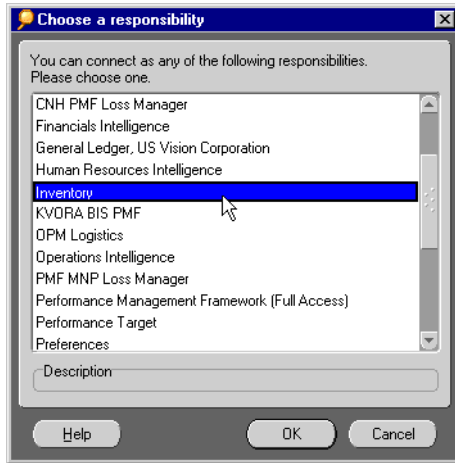 Choose a responsibility
You can connect as any of the following responsibilities.
Please choose one.
CNH PMF Loss Manager
Financials Intelligence
General Ledger, US Vision Corporation
Human Resources Intelligence
Inventory
KVORA BIS PMF
OPM Logistics
Operations Intelligence
PMF MNP Loss Manager
Performance Management Framework (Full Access)
Performance Target
Preferences
Description
Help
OK
Cancel